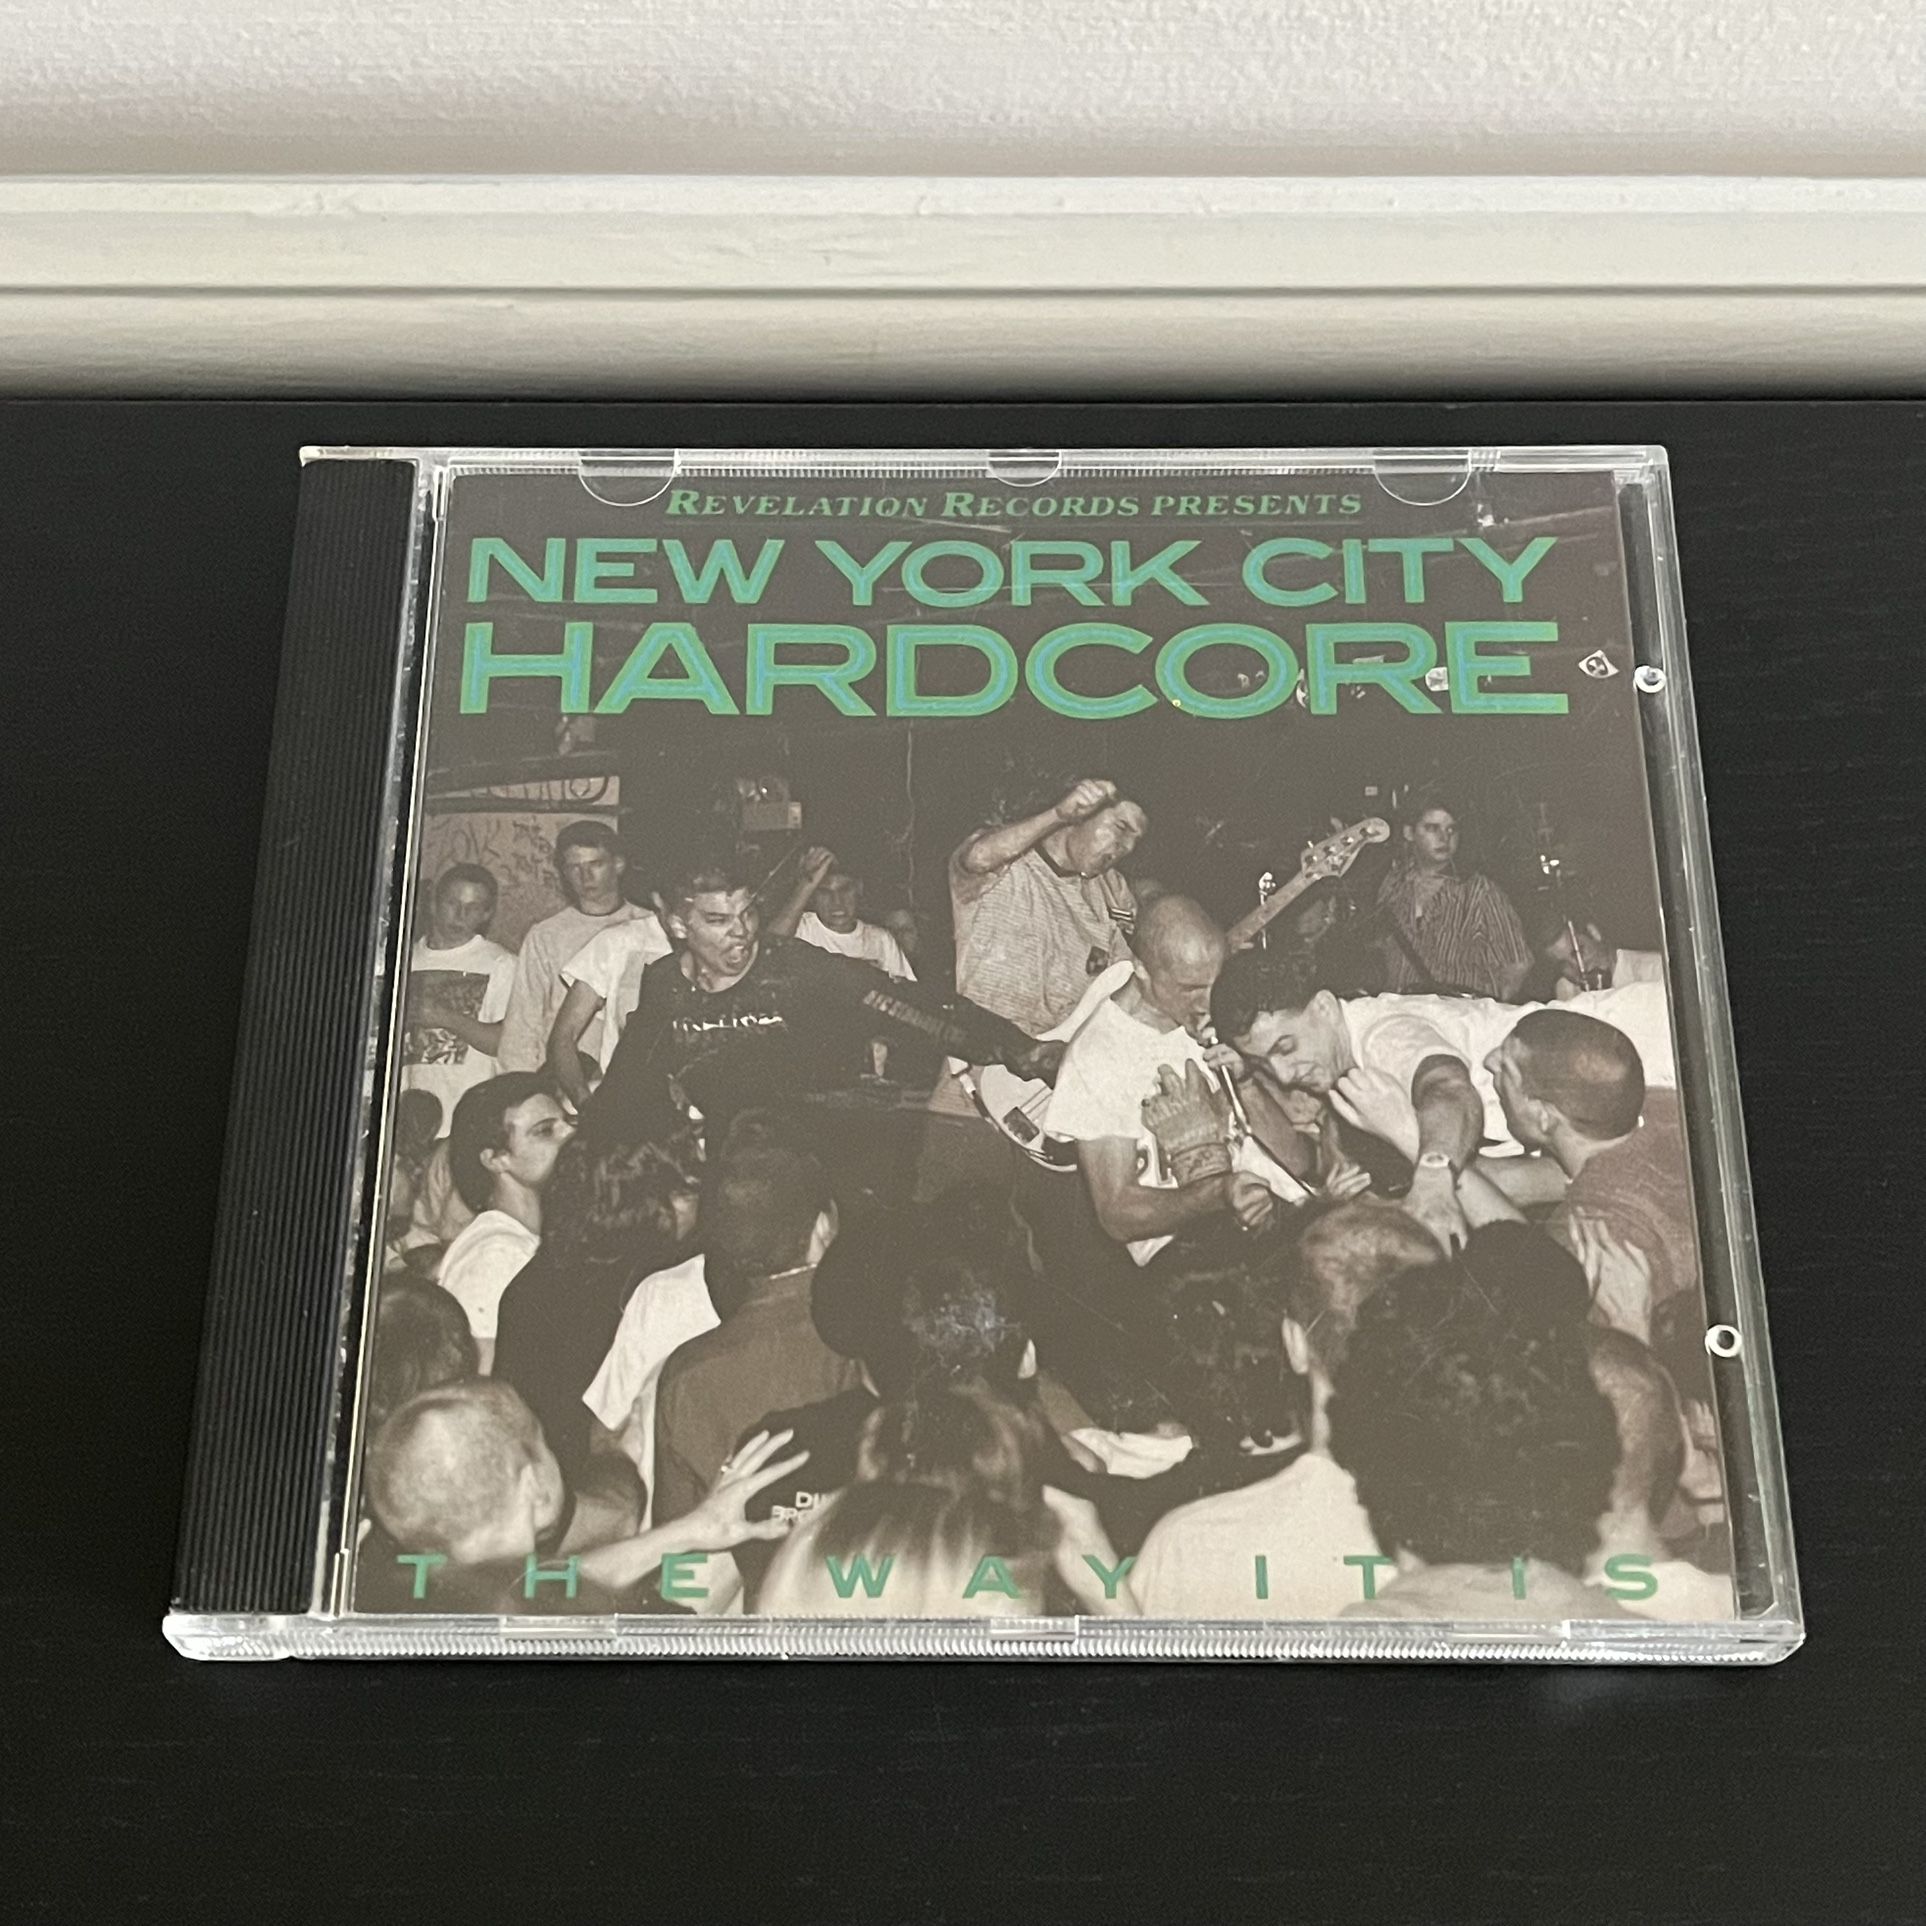 REVELATION RECORDS PRESENTS
NEW YORK CITY
HARDCORE
THE WAY IT IS